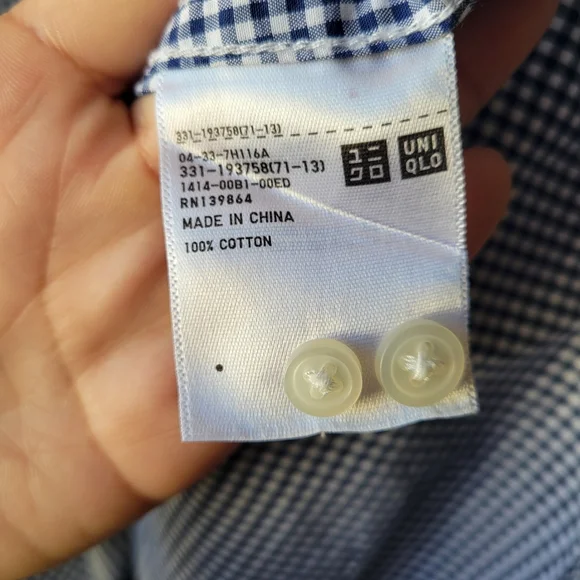 331-193758(71-13)
04-33-7H116A
331-193758(71-13)
1414-00B1-00ED
RN139864
MADE IN CHINA
100% COTTON
ユニ
クロ
UNI
QLO